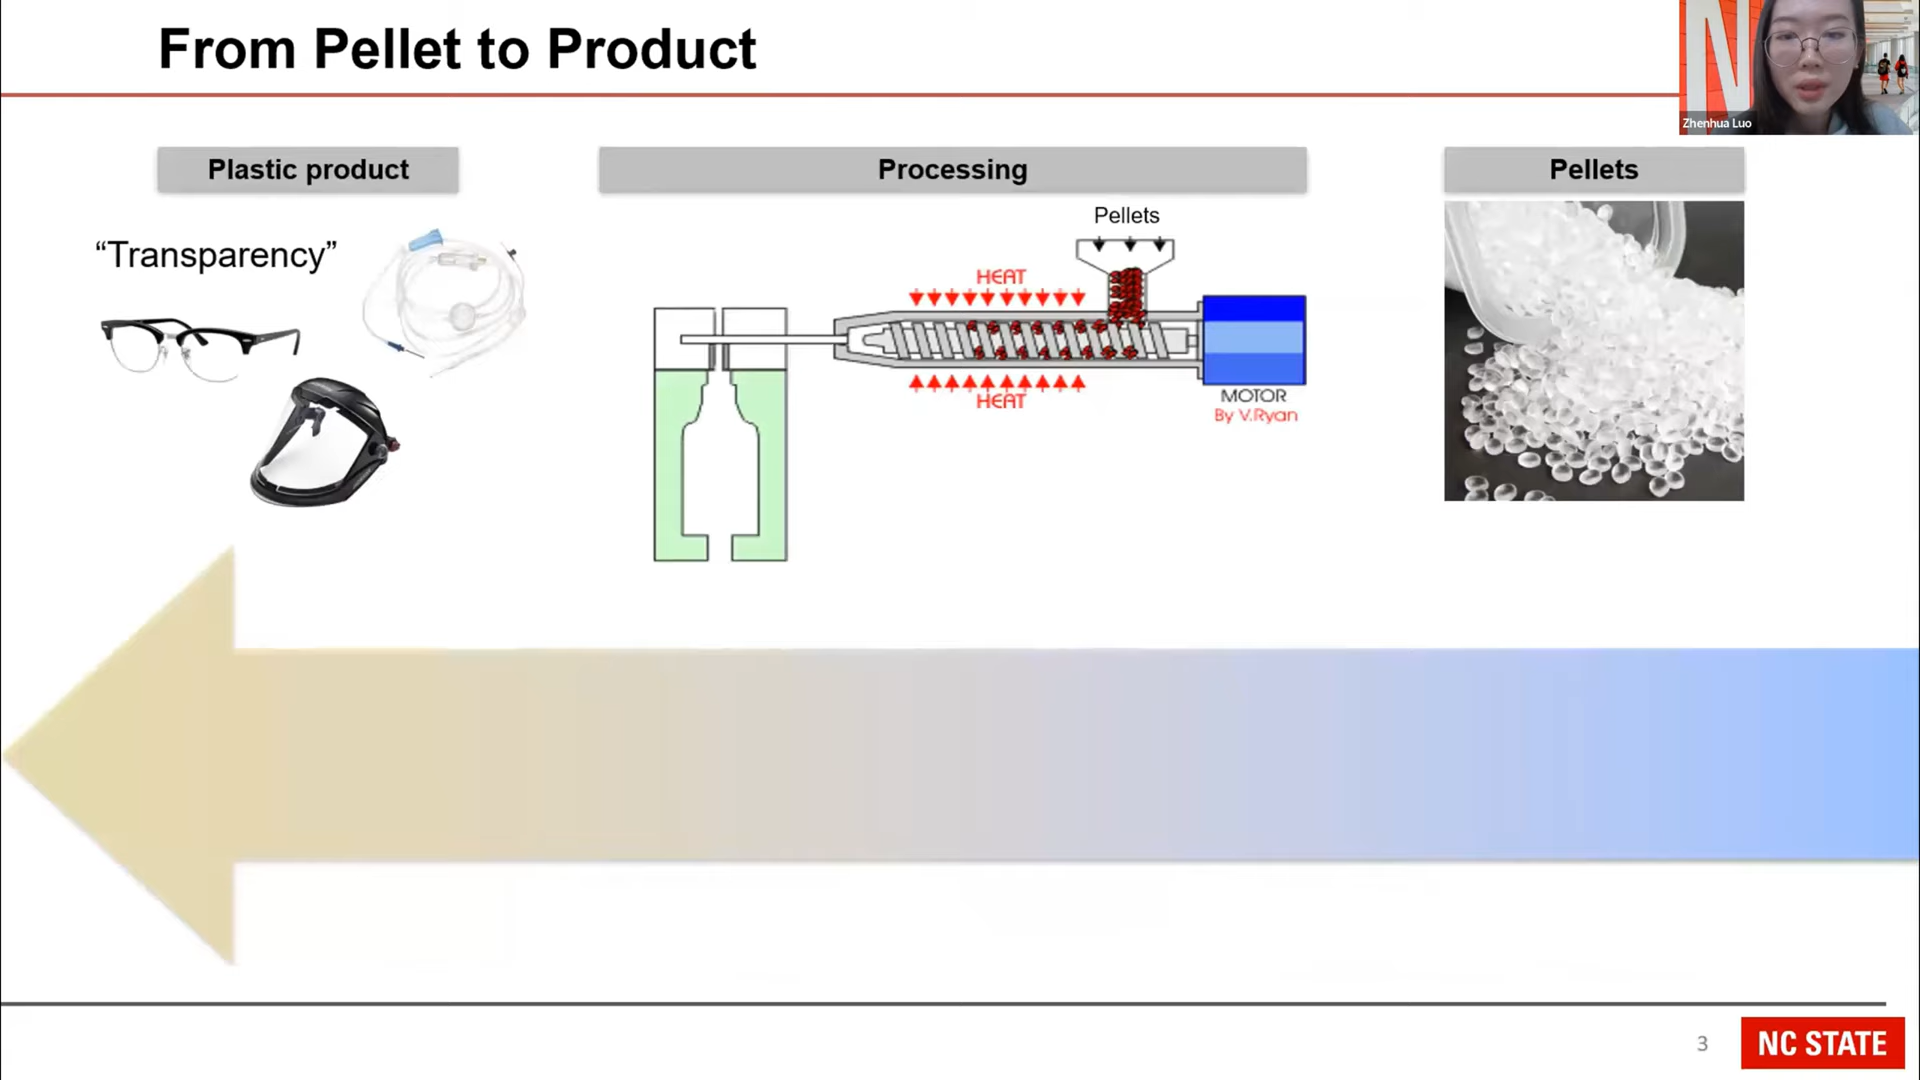 From Pellet to Product
Zhenhua Luo
Plastic product
Processing
Pellets
“Transparency”
Pellets
HEAT
HEAT
MOTOR
By V.Ryan
3
NC STATE